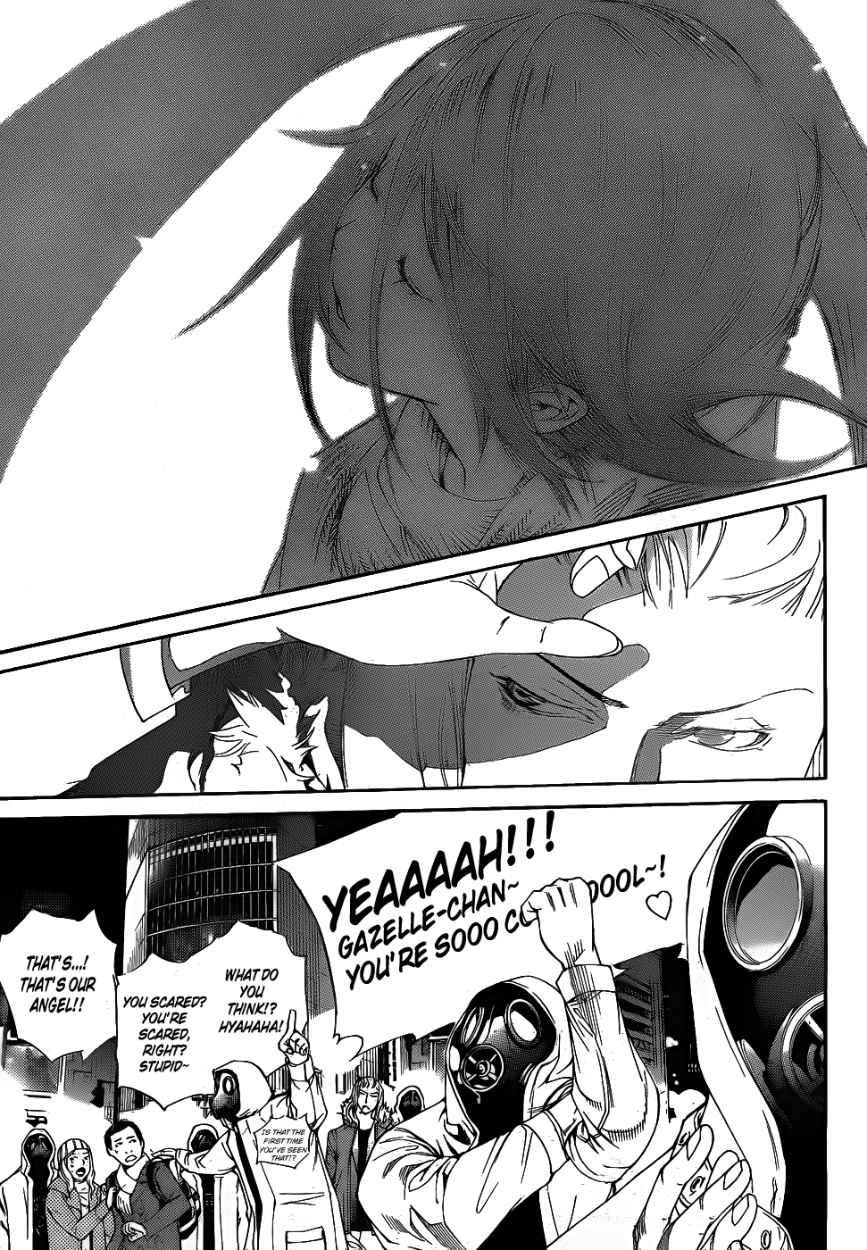 YEAAAAH!!!
GAZELLE-CHAN~
YOU'RE SOOO
THAT'S...!
THAT'S OUR
ANGEL!!
YOU SCARED?
YOU'RE
SCARED,
RIGHT?
STUPID~
WHAT DO
YOU
THINK!?
HYAHAHA!
IS THAT THE
FIRST TIME
YOU'VE SEEN
THAT!?